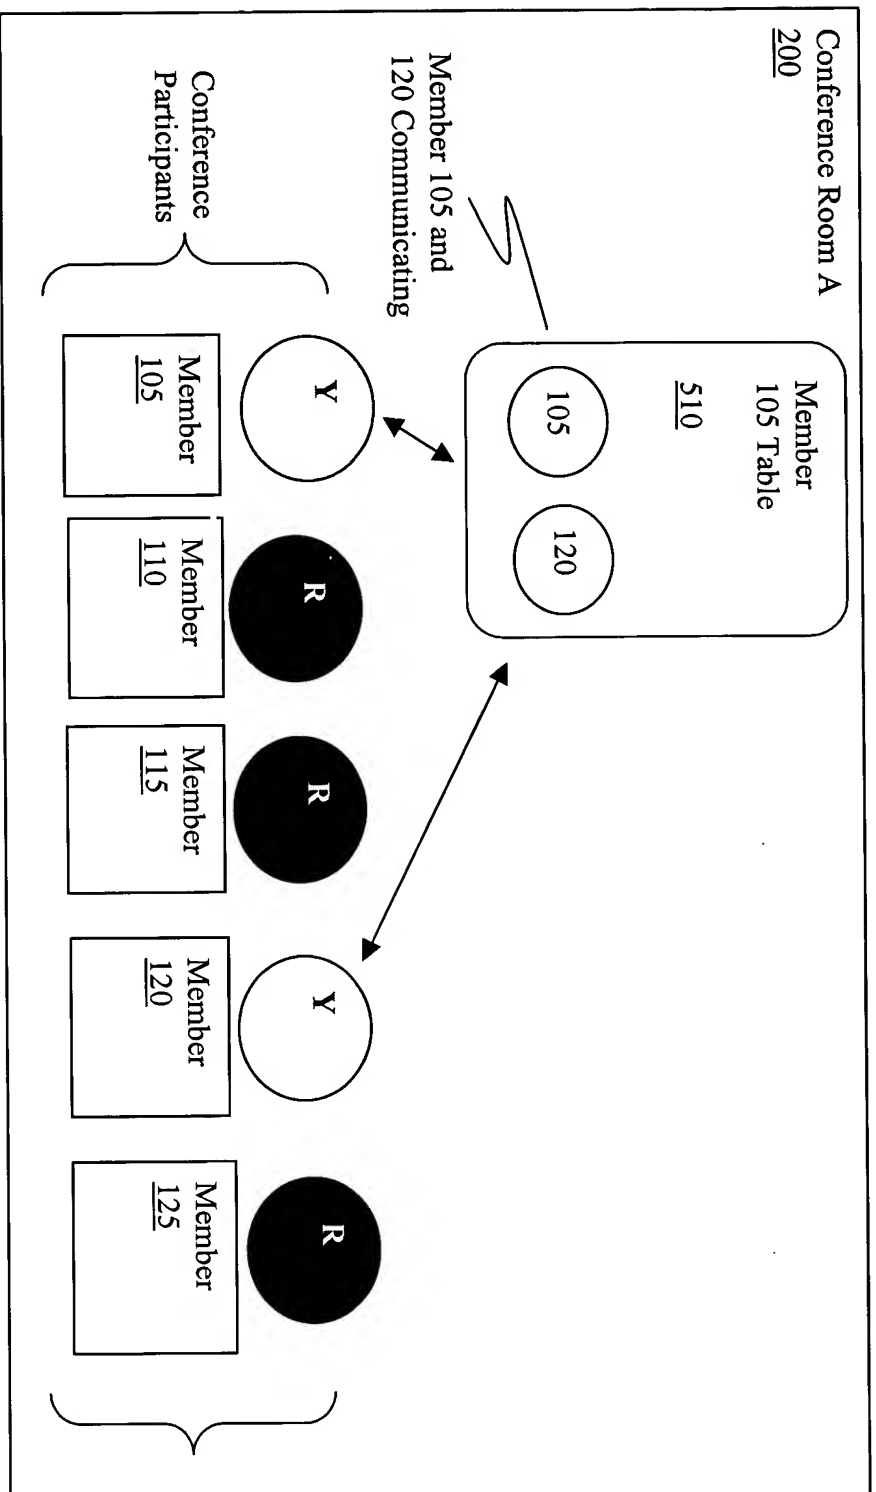 Conference Room A
200
Member
105 Table
510
105
120
Member 105 and
120 Communicating
Y
R
R
Y
R
Member
105
Member
110
Member
115
Member
120
Member
125
Conference
Participants